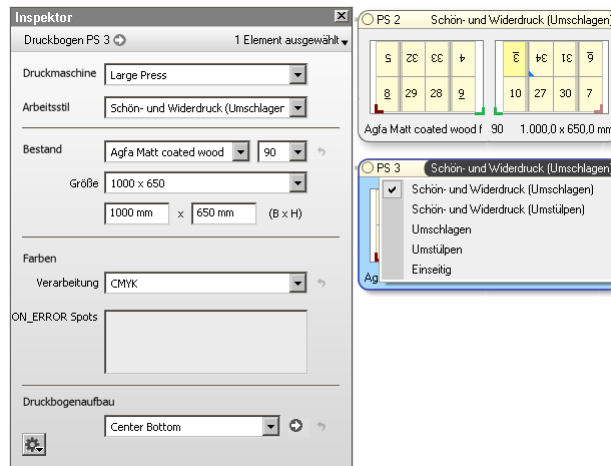 Inspektor
Druckbogen PS 3
1 Element ausgewählt
Druckmaschine Large Press
Arbeitsstil Schön- und Widerdruck (Umschlager
Bestand Agfa Matt coated wood 90
Größe 1000 x 650
1000 mm x 650 mm (B x H)
Farben
Verarbeitung CMYK
ON_ERROR Spots
Druckbogenaufbau
Center Bottom
PS 2 Schön- und Widerdruck (Umschlagen)
5 32 33 4
8 29 28 9
3 34 31 6
10 27 30 7
Agfa Matt coated wood f 90 1.000,0 x 650,0 mm
PS 3 Schön- und Widerdruck (Umschlagen)
Schön- und Widerdruck (Umschlagen)
Schön- und Widerdruck (Umstülpen)
Umschlagen
Umstülpen
Einseitig
Ag